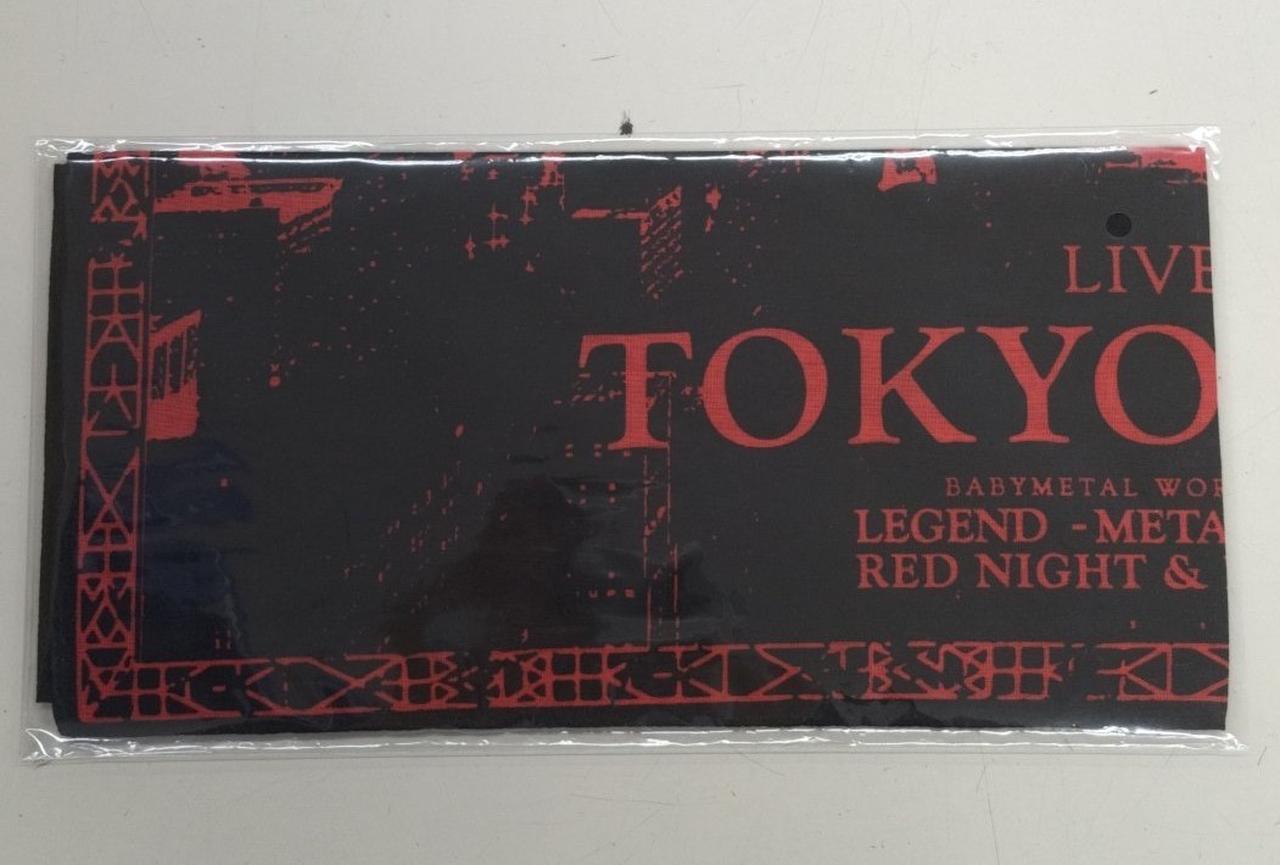 LIVE
TOKYO
BABYMETAL WOR
LEGEND - META
RED NIGHT &